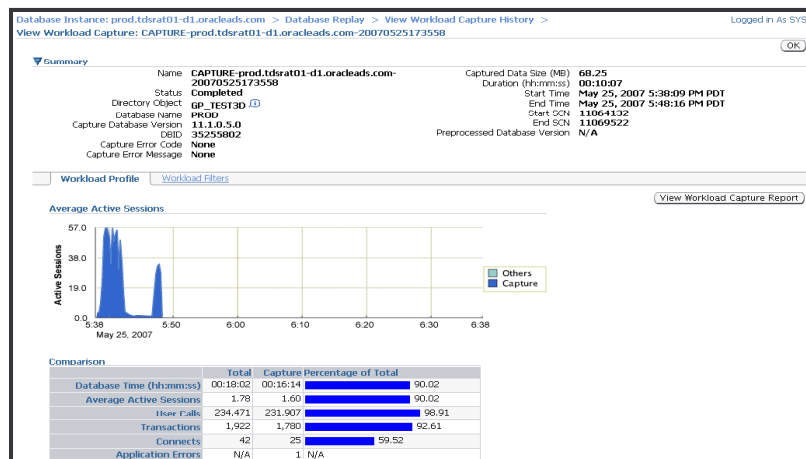 Database Instance: prod.tdsrat01-d1.oracleads.com > Database Replay > View Workload Capture History >
Logged in As SYS
View Workload Capture: CAPTURE-prod.tdsrat01-d1.oracleads.com-20070525173558
OK
Summary
Name CAPTURE-prod.tdsrat01-d1.oracleads.com-
20070525173558
Status Completed
Directory Object GP_TEST3D
Database Name PROD
Capture Database Version 11.1.0.5.0
DBID 35255802
Capture Error Code None
Capture Error Message None
Captured Data Size (MB) 68.25
Duration (hh:mm:ss) 00:10:07
Start Time May 25, 2007 5:38:09 PM PDT
End Time May 25, 2007 5:48:16 PM PDT
Start SCN 11064132
End SCN 11069522
Preprocessed Database Version N/A
Workload Profile Workload Filters
View Workload Capture Report
Average Active Sessions
57.0
38.0
19.0
0.0
Active Sessions
5:38 5:50 6:00 6:10 6:20 6:30 6:38
May 25, 2007
Others
Capture
Comparison
Total Capture Percentage of Total
Database Time (hh:mm:ss) 00:18:02 00:16:14 90.02
Average Active Sessions 1.78 1.60 90.02
User Calls 234,471 231,907 98.91
Transactions 1,922 1,780 92.61
Connects 42 25 59.52
Application Errors N/A 1 N/A